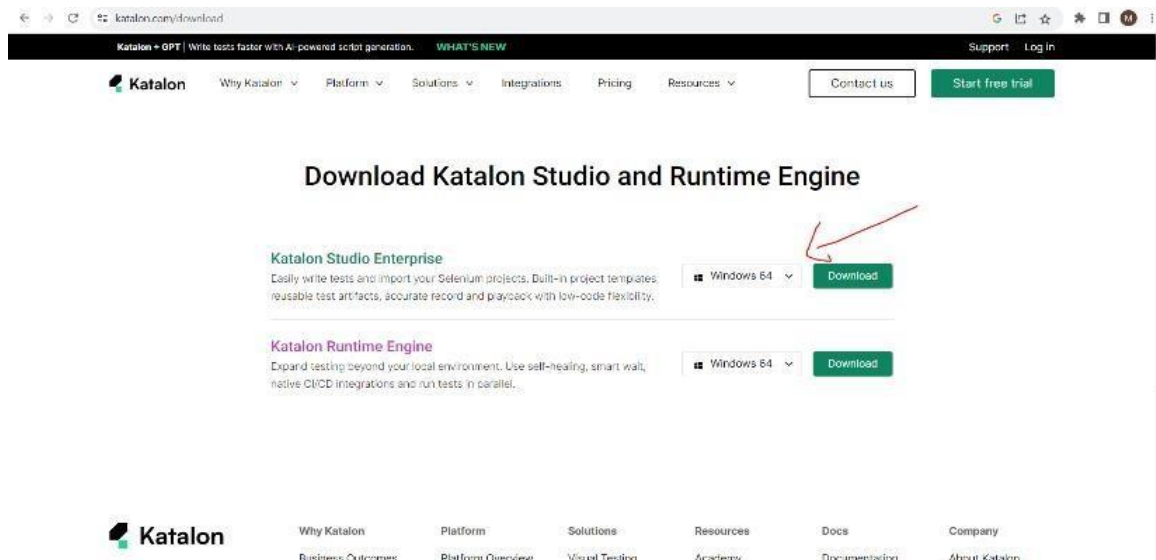 katalon.com/download
Katalon + GPT | Write tests faster with AI-powered script generation. WHAT'S NEW Support Log in
Katalon Why Katalon Platform Solutions Integrations Pricing Resources Contact us Start free trial
Download Katalon Studio and Runtime Engine
Katalon Studio Enterprise
Easily write tests and import your Selenium projects. Built-in project templates,
reusable test artifacts, accurate record and playback with low-code flexibility.
Windows 64 Download
Katalon Runtime Engine
Expand testing beyond your local environment. Use self-healing, smart wait,
native CI/CD integrations and run tests in parallel.
Windows 64 Download
Katalon Why Katalon Platform Solutions Resources Docs Company
Business Outcomes Platform Overview Visual Testing Academy Documentation About Katalon